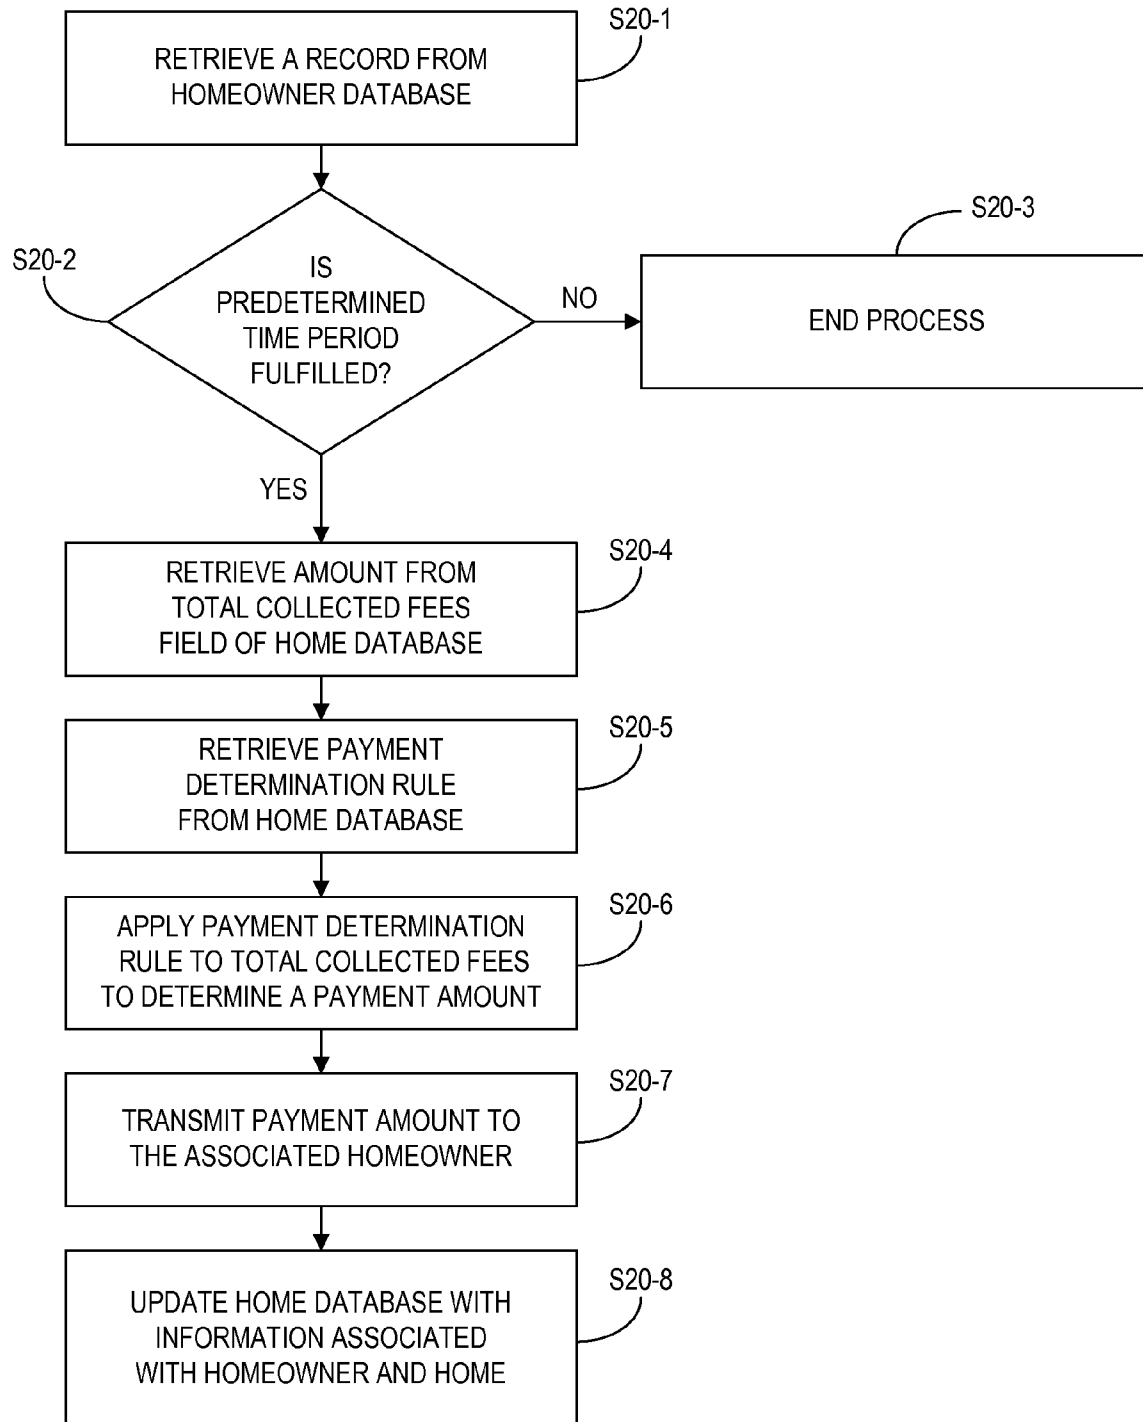 S20-1
RETRIEVE A RECORD FROM
HOMEOWNER DATABASE
S20-2
IS
PREDETERMINED
TIME PERIOD
FULFILLED?
NO
S20-3
END PROCESS
YES
S20-4
RETRIEVE AMOUNT FROM
TOTAL COLLECTED FEES
FIELD OF HOME DATABASE
S20-5
RETRIEVE PAYMENT
DETERMINATION RULE
FROM HOME DATABASE
S20-6
APPLY PAYMENT DETERMINATION
RULE TO TOTAL COLLECTED FEES
TO DETERMINE A PAYMENT AMOUNT
S20-7
TRANSMIT PAYMENT AMOUNT TO
THE ASSOCIATED HOMEOWNER
S20-8
UPDATE HOME DATABASE WITH
INFORMATION ASSOCIATED
WITH HOMEOWNER AND HOME